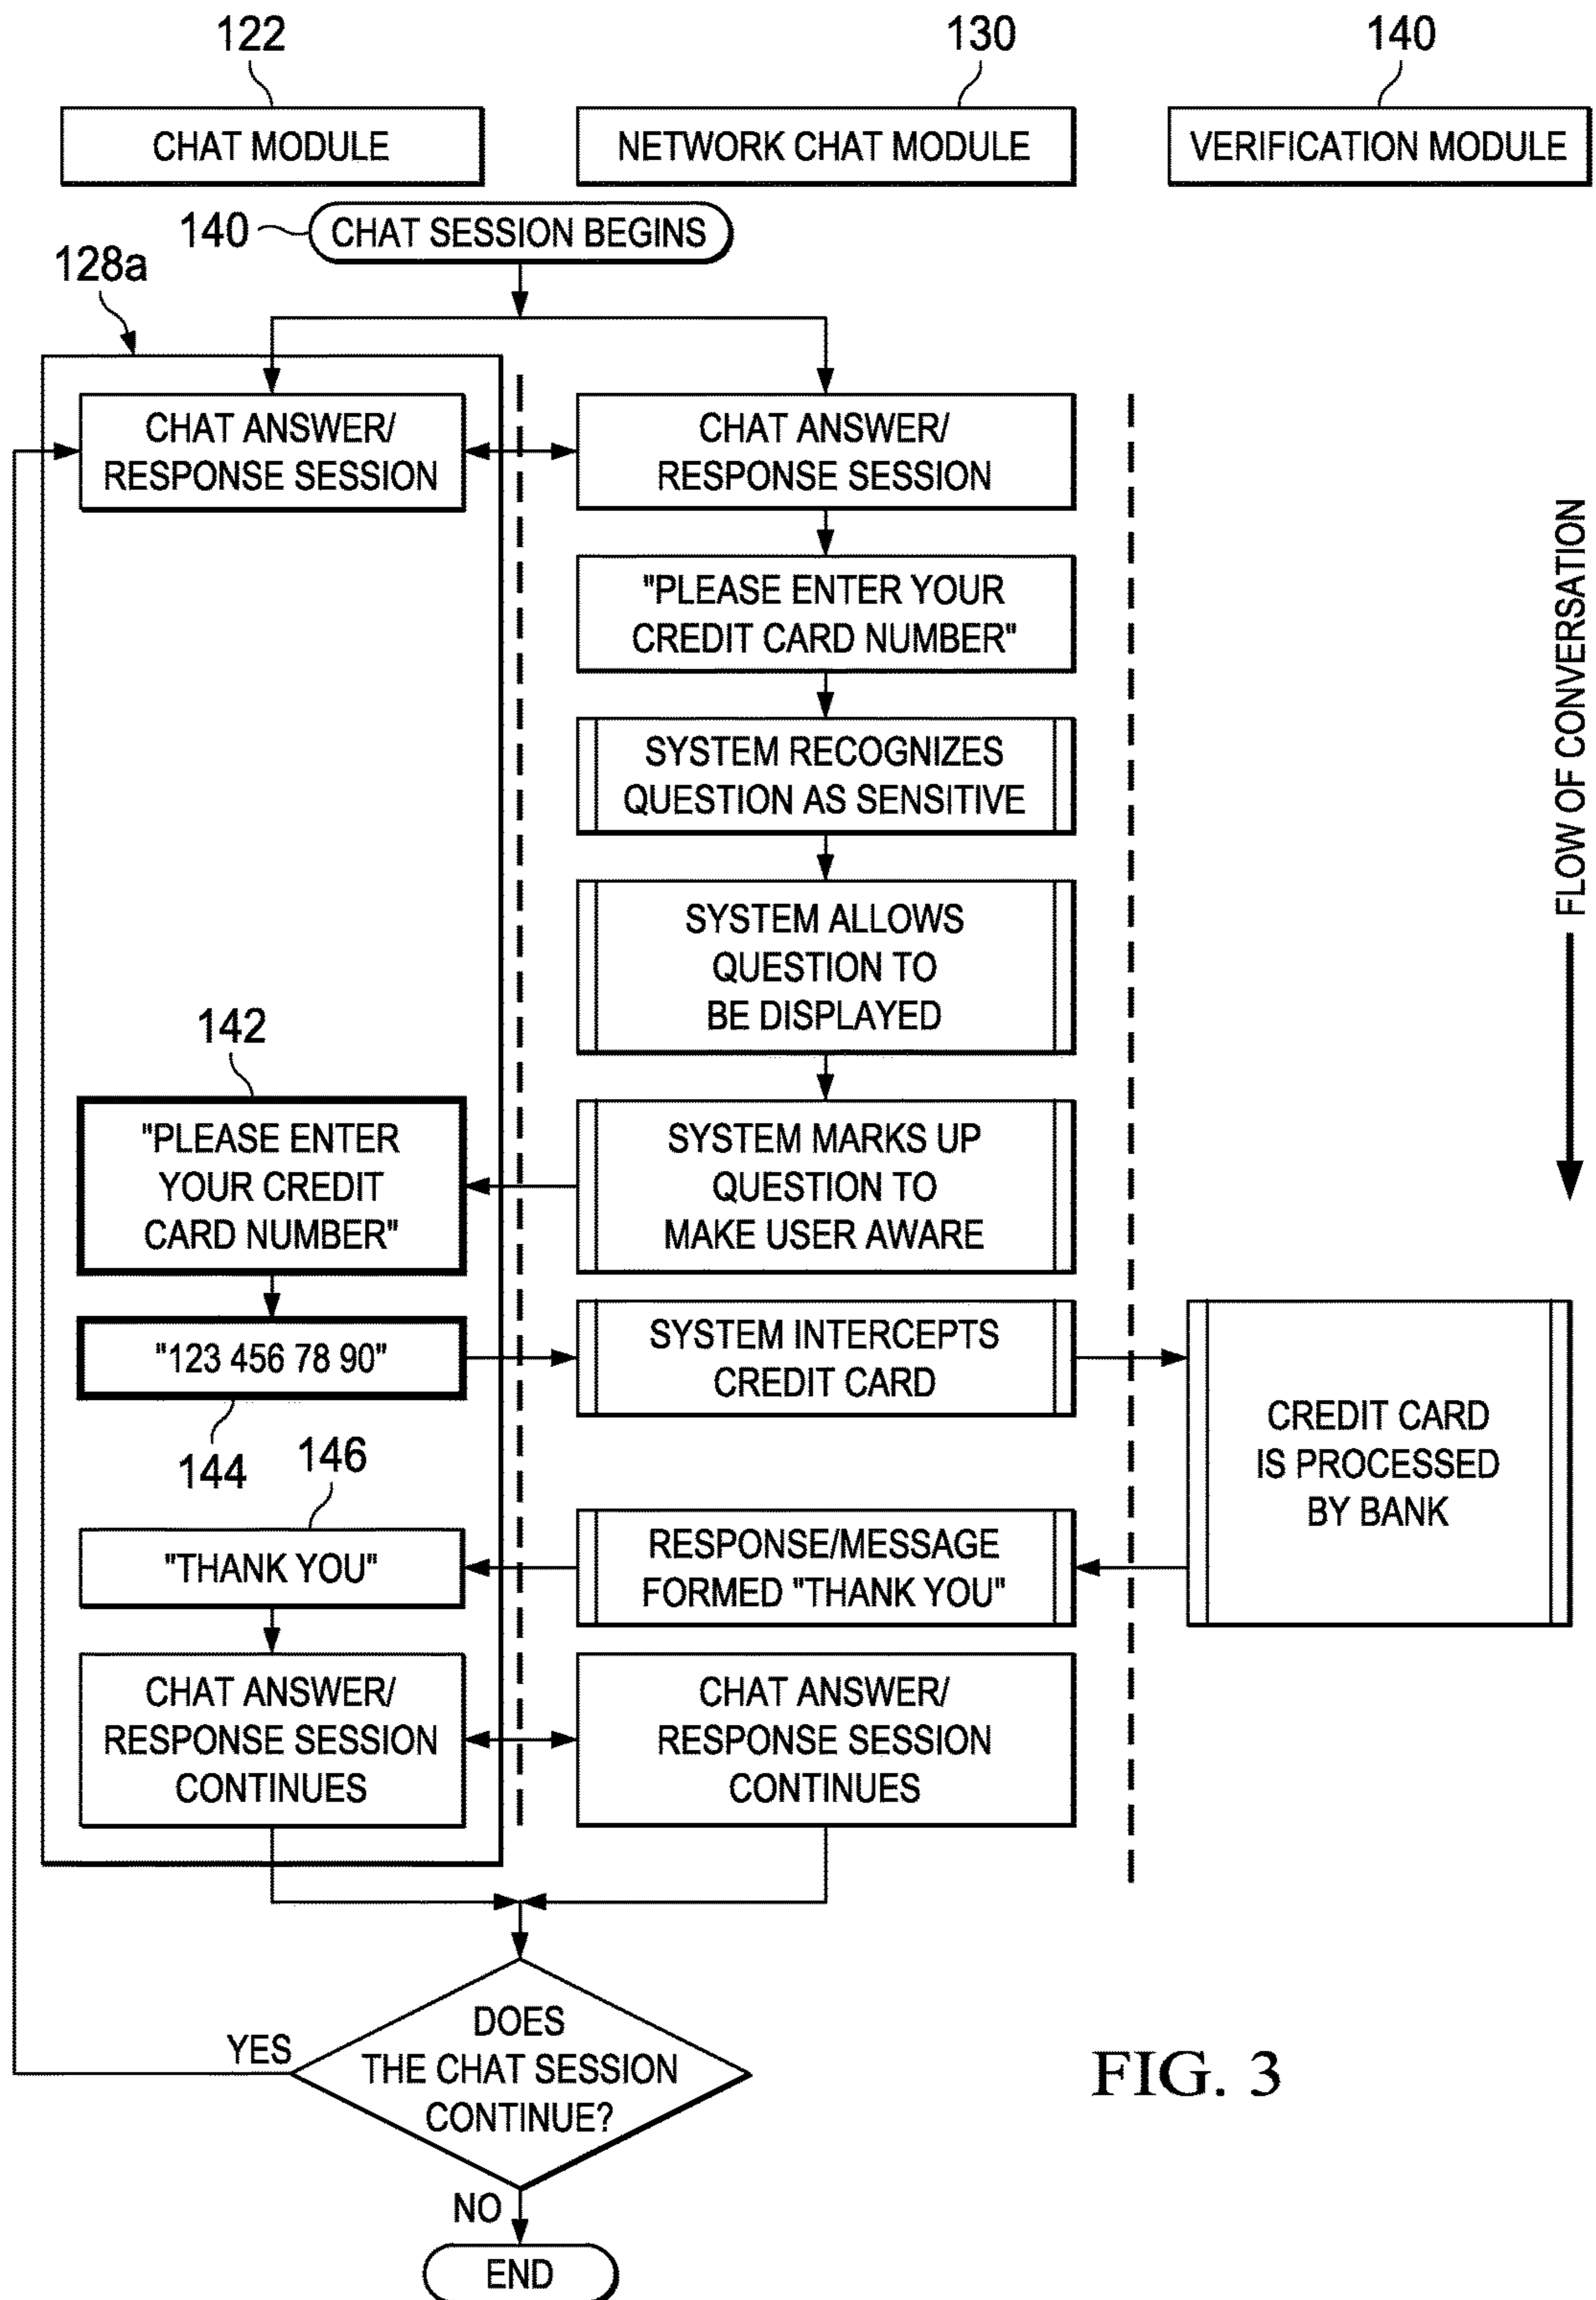 122
130
140
CHAT MODULE
NETWORK CHAT MODULE
VERIFICATION MODULE
140
CHAT SESSION BEGINS
128a
CHAT ANSWER/
RESPONSE SESSION
CHAT ANSWER/
RESPONSE SESSION
"PLEASE ENTER YOUR
CREDIT CARD NUMBER"
SYSTEM RECOGNIZES
QUESTION AS SENSITIVE
SYSTEM ALLOWS
QUESTION TO
BE DISPLAYED
FLOW OF CONVERSATION
142
"PLEASE ENTER
YOUR CREDIT
CARD NUMBER"
SYSTEM MARKS UP
QUESTION TO
MAKE USER AWARE
"123 456 78 90"
144
SYSTEM INTERCEPTS
CREDIT CARD
CREDIT CARD
IS PROCESSED
BY BANK
146
"THANK YOU"
RESPONSE/MESSAGE
FORMED "THANK YOU"
CHAT ANSWER/
RESPONSE SESSION
CONTINUES
CHAT ANSWER/
RESPONSE SESSION
CONTINUES
DOES
THE CHAT SESSION
CONTINUE?
YES
NO
END
FIG. 3